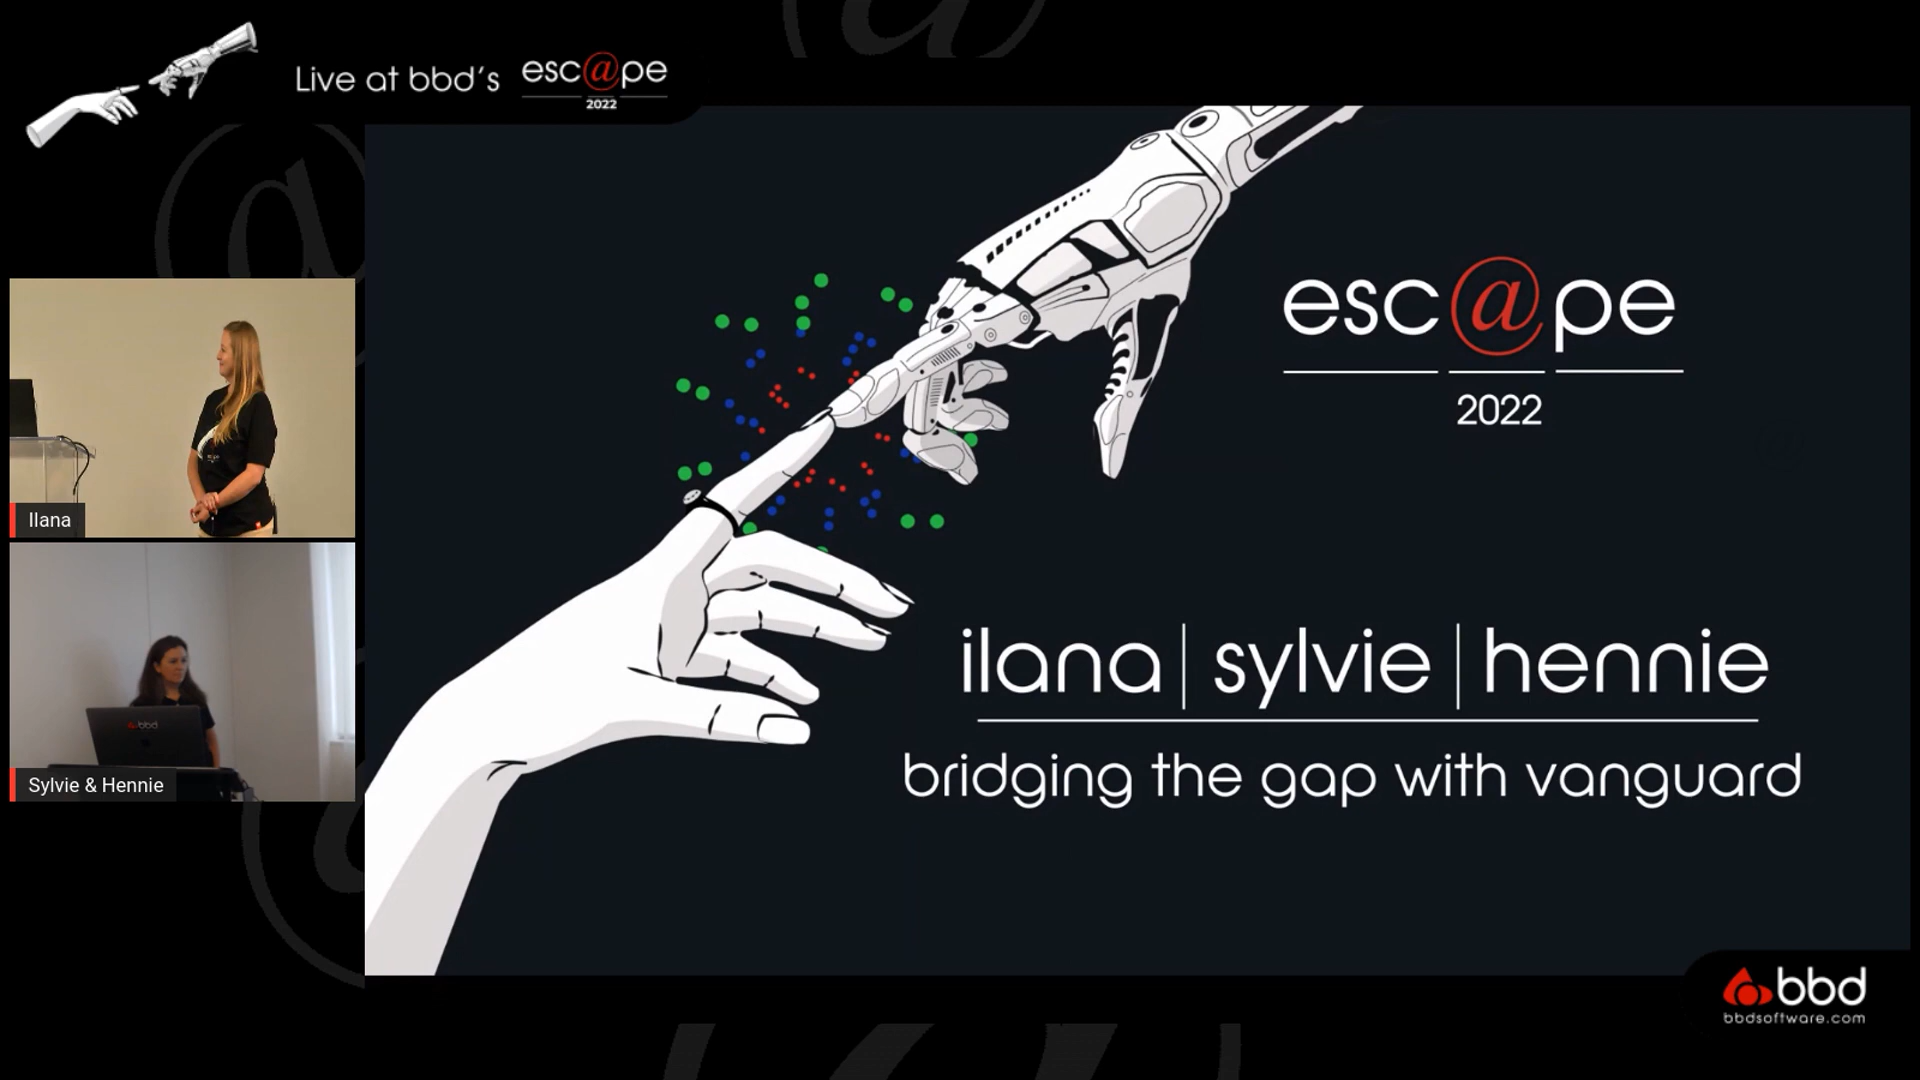 Live at bbd's
esc@pe
2022
esc@pe
2022
Ilana
bbd
Sylvie & Hennie
ilana | sylvie | hennie
bridging the gap with vanguard
bbd
bbdsoftware.com